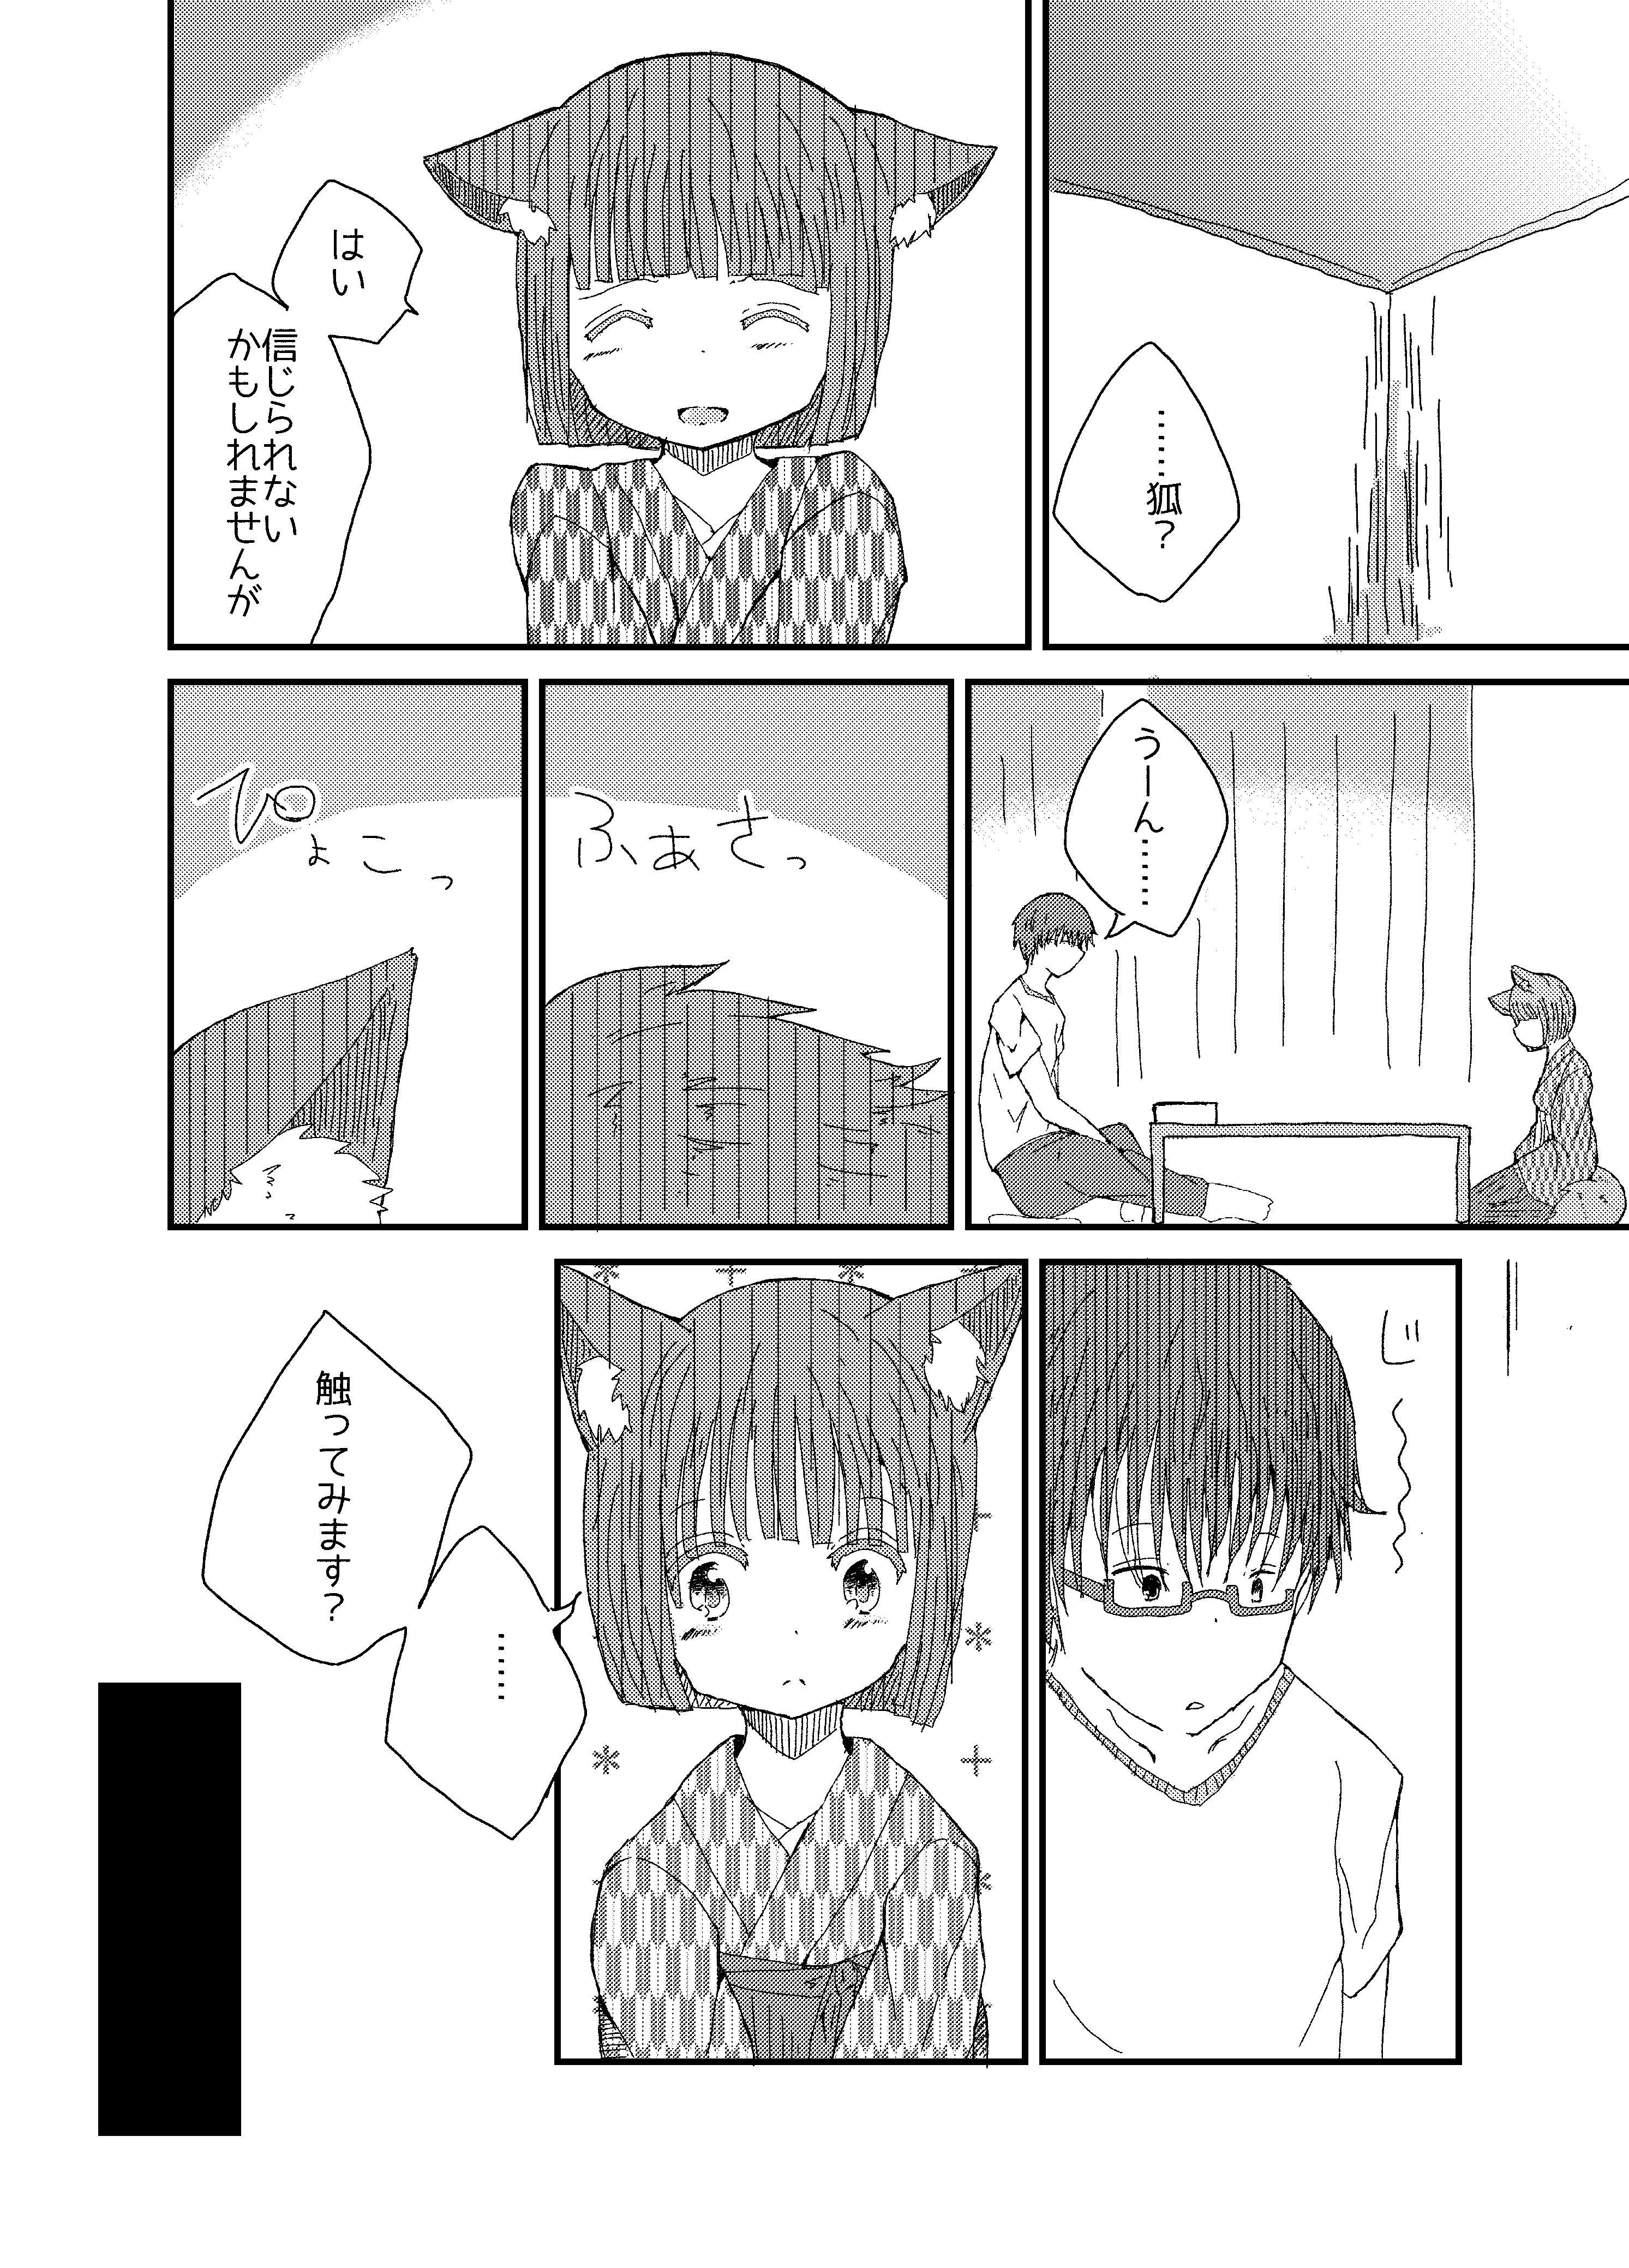 ……狐？
はい
信じられない
かもしれませんが
うーん……
ふぁさっ
ぴょこっ
じ〜
……
触ってみます？